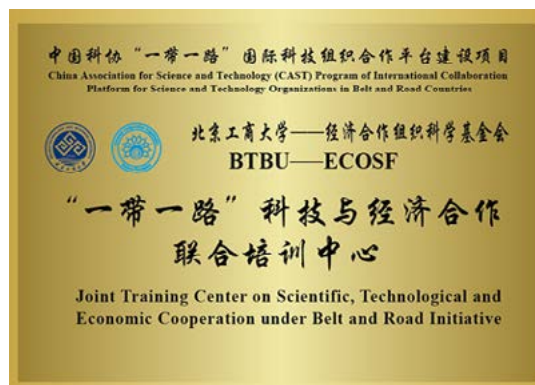 中国科协“一带一路”国际科技组织合作平台建设项目
China Association for Science and Technology (CAST) Program of International Collaboration
Platform for Science and Technology Organizations in Belt and Road Countries
北京工商大学——经济合作组织科学基金会
BTBU——ECOSF
“一带一路”科技与经济合作
联合培训中心
Joint Training Center on Scientific, Technological and
Economic Cooperation under Belt and Road Initiative